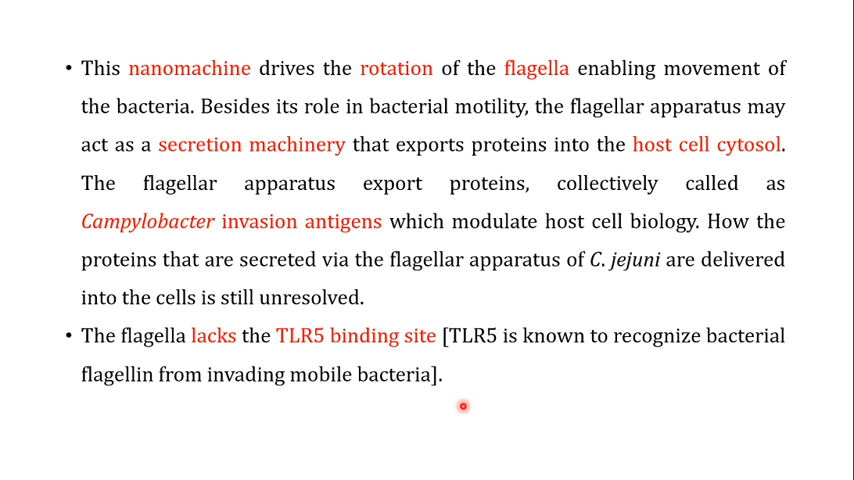 • This nanomachine drives the rotation of the flagella enabling movement of
the bacteria. Besides its role in bacterial motility, the flagellar apparatus may
act as a secretion machinery that exports proteins into the host cell cytosol.
The flagellar apparatus export proteins, collectively called as
Campylobacter invasion antigens which modulate host cell biology. How the
proteins that are secreted via the flagellar apparatus of C. jejuni are delivered
into the cells is still unresolved.
• The flagella lacks the TLR5 binding site [TLR5 is known to recognize bacterial
flagellin from invading mobile bacteria].